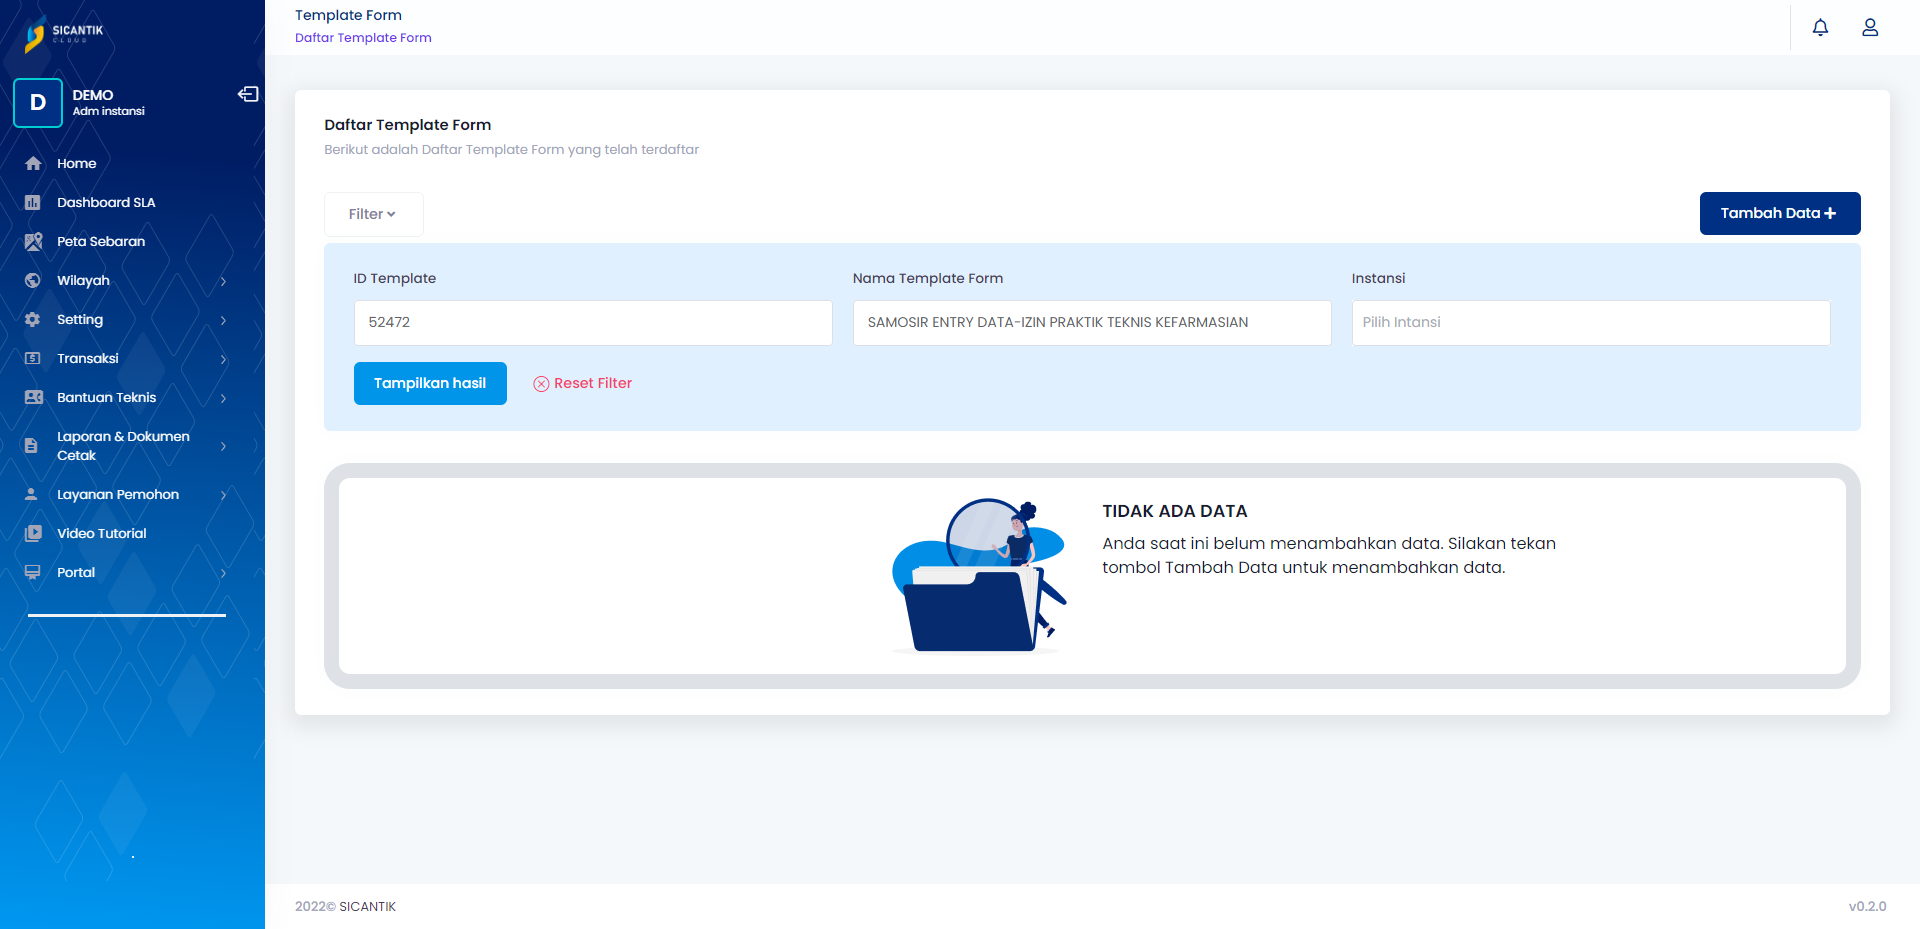 SICANTIK
CLOUD
D
DEMO
Adm instansi
Home
Dashboard SLA
Peta Sebaran
Wilayah
Setting
Transaksi
Bantuan Teknis
Laporan & Dokumen
Cetak
Layanan Pemohon
Video Tutorial
Portal
Template Form
Daftar Template Form
Daftar Template Form
Berikut adalah Daftar Template Form yang telah terdaftar
Filter
Tambah Data +
ID Template
Nama Template Form
Instansi
52472
SAMOSIR ENTRY DATA-IZIN PRAKTIK TEKNIS KEFARMASIAN
Pilih Intansi
Tampilkan hasil
Reset Filter
TIDAK ADA DATA
Anda saat ini belum menambahkan data. Silakan tekan
tombol Tambah Data untuk menambahkan data.
2022© SICANTIK
v0.2.0